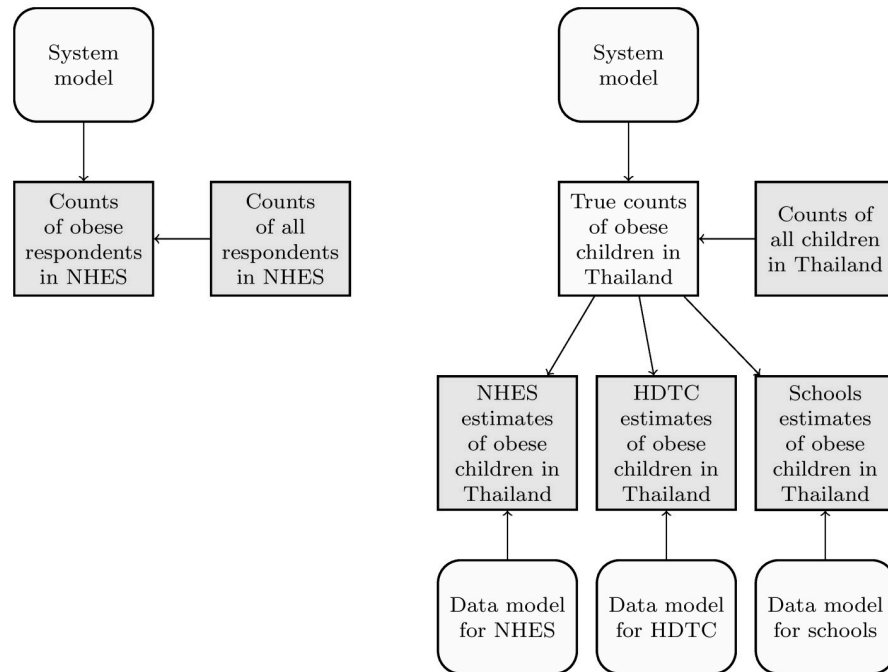 System
model
Counts
of obese
respondents
in NHES
Counts
of all
respondents
in NHES
System
model
True counts
of obese
children in
Thailand
Counts of
all children
in Thailand
NHES
estimates
of obese
children in
Thailand
HDTC
estimates
of obese
children in
Thailand
Schools
estimates
of obese
children in
Thailand
Data model
for NHES
Data model
for HDTC
Data model
for schools